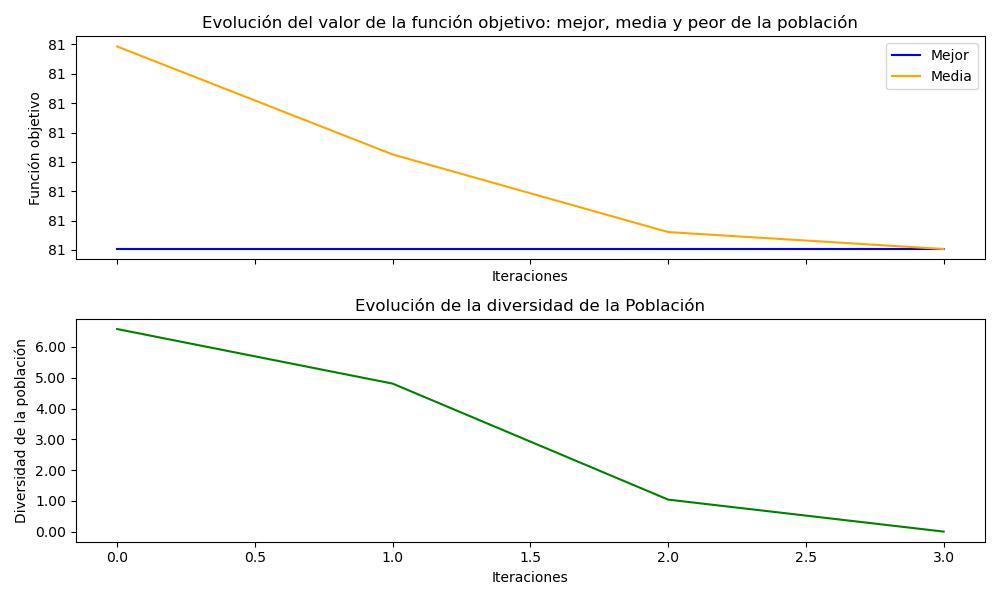 Evolución del valor de la función objetivo: mejor, media y peor de la población
81
81
81
81
81
81
81
81
Función objetivo
Mejor
Media
Iteraciones
Evolución de la diversidad de la Población
6.00
5.00
4.00
3.00
2.00
1.00
0.00
Diversidad de la población
0.0 0.5 1.0 1.5 2.0 2.5 3.0
Iteraciones